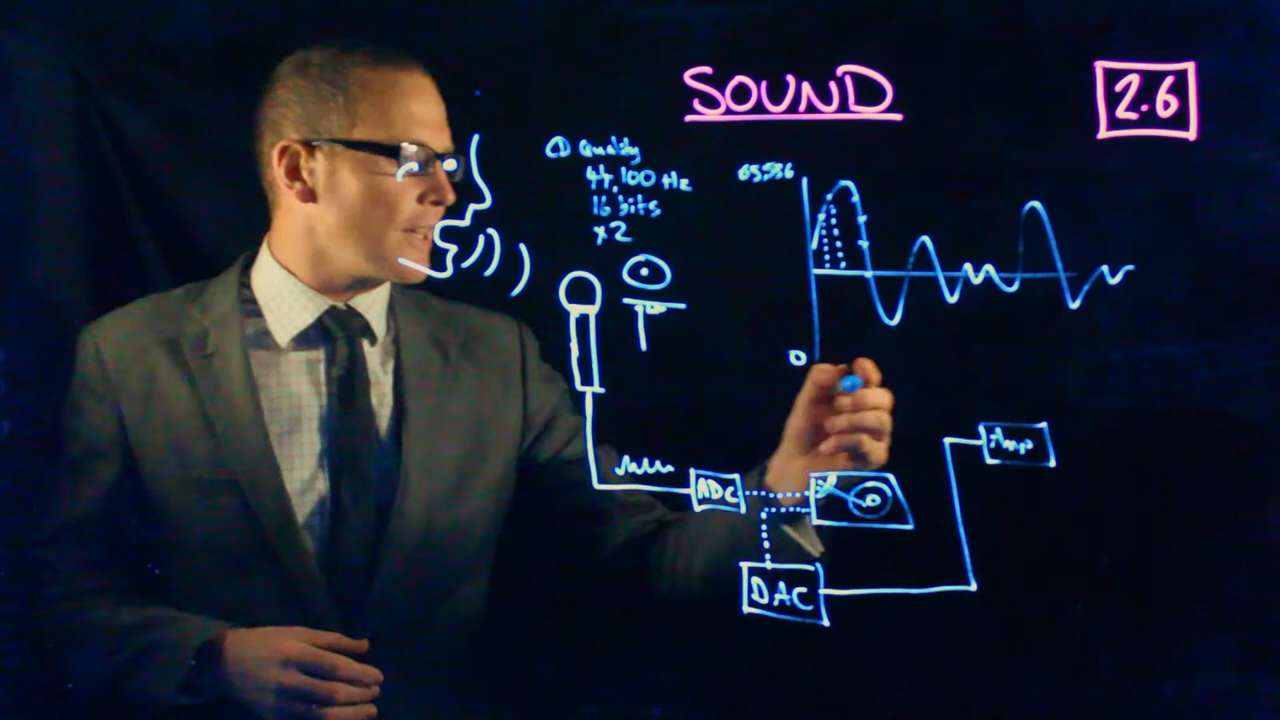 SOUND
2.6
CD Quality
44,100 Hz
16 bits
x2
65536
0
ADC
DAC
Amp